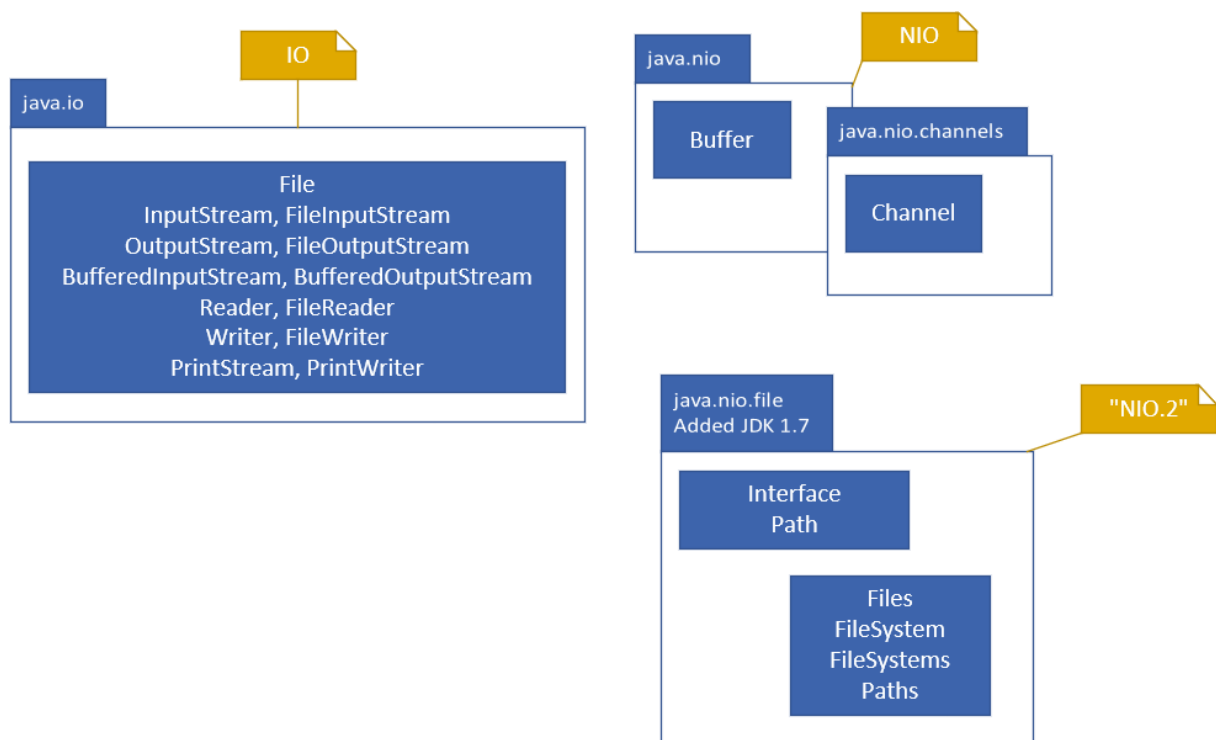 IO
java.io
File
InputStream, FileInputStream
OutputStream, FileOutputStream
BufferedInputStream, BufferedOutputStream
Reader, FileReader
Writer, FileWriter
PrintStream, PrintWriter
NIO
java.nio
Buffer
java.nio.channels
Channel
"NIO.2"
java.nio.file
Added JDK 1.7
Interface
Path
Files
FileSystem
FileSystems
Paths